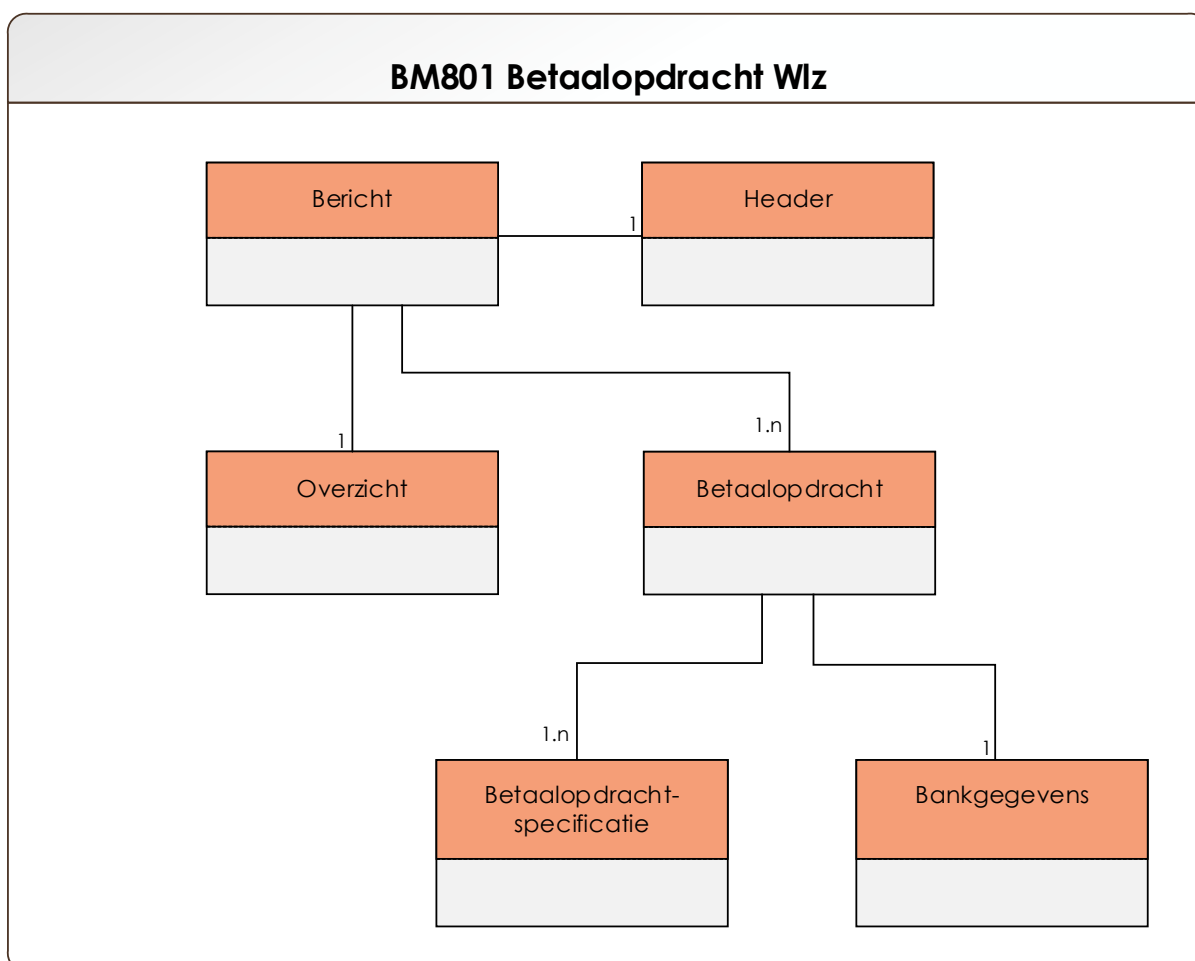 BM801 Betaalopdracht Wlz
Bericht
Header
1
1
1.n
Overzicht
Betaalopdracht
1.n
1
Betaalopdracht-
specificatie
Bankgegevens